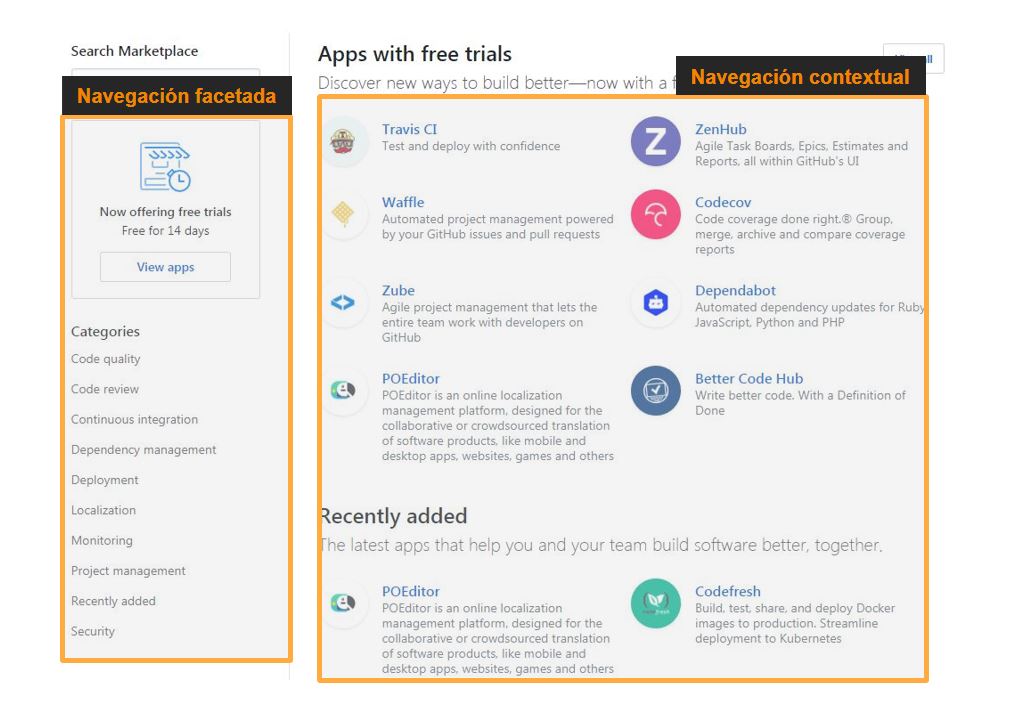 Search Marketplace
Navegación facetada
Now offering free trials
Free for 14 days
View apps
Categories
Code quality
Code review
Continuous integration
Dependency management
Deployment
Localization
Monitoring
Project management
Recently added
Security
Apps with free trials
Discover new ways to build better—now with a
Navegación contextual
Travis CI
Test and deploy with confidence
ZenHub
Agile Task Boards, Epics, Estimates and
Reports, all within GitHub's UI
Waffle
Automated project management powered
by your GitHub issues and pull requests
Codecov
Code coverage done right.® Group,
merge, archive and compare coverage
reports
Zube
Agile project management that lets the
entire team work with developers on
GitHub
Dependabot
Automated dependency updates for Ruby
JavaScript, Python and PHP
POEditor
POEditor is an online localization
management platform, designed for the
collaborative or crowdsourced translation
of software products, like mobile and
desktop apps, websites, games and others
Better Code Hub
Write better code. With a Definition of
Done
Recently added
The latest apps that help you and your team build software better, together.
POEditor
POEditor is an online localization
management platform, designed for the
collaborative or crowdsourced translation
of software products, like mobile and
desktop apps, websites, games and others
Codefresh
Build, test, share, and deploy Docker
images to production. Streamline
deployment to Kubernetes